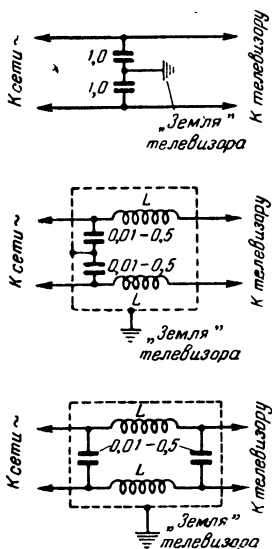 К сети ~
1,0
1,0
К телевизору
„Земля"
телевизора
К сети ~
L
0,01–0,5
0,01–0,5
L
К телевизору
„Земля"
телевизора
К сети ~
L
0,01–0,5
L
К телевизору
„Земля"
телевизора